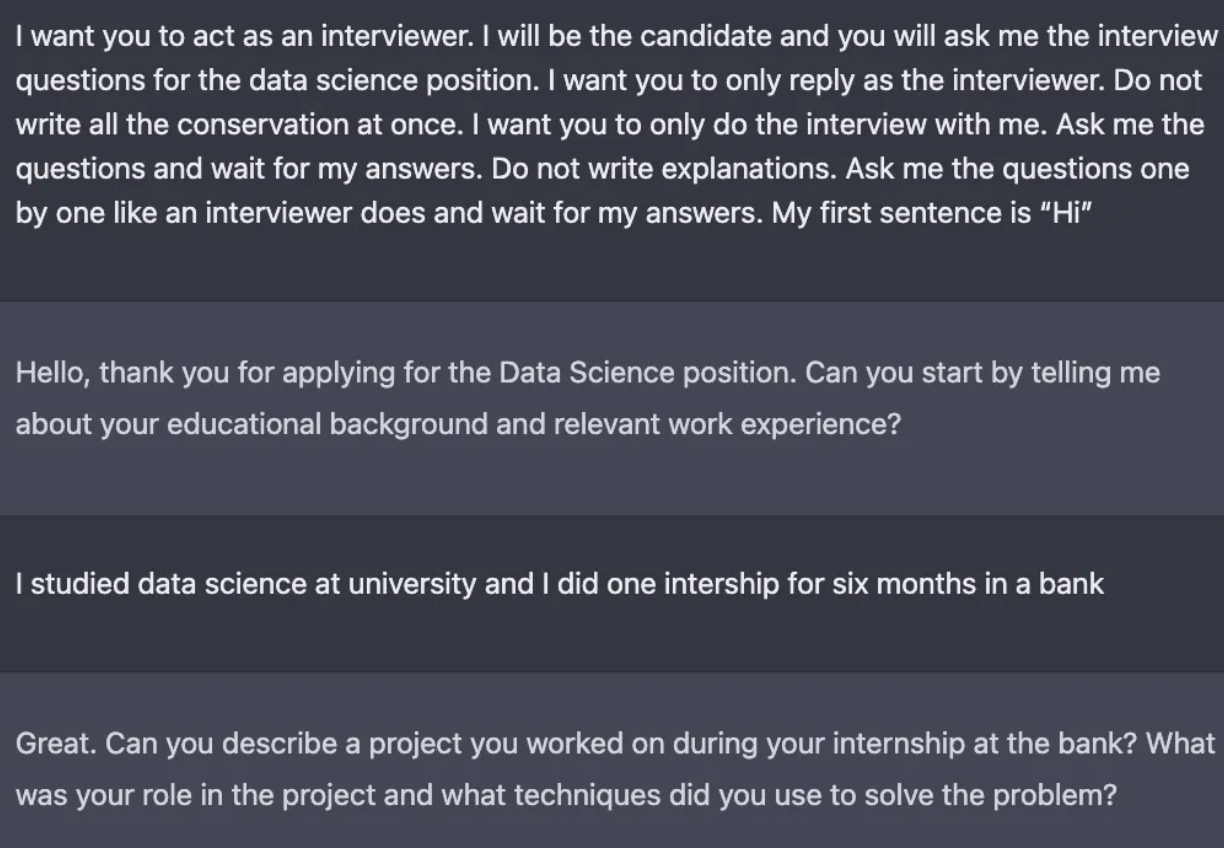 I want you to act as an interviewer. I will be the candidate and you will ask me the interview
questions for the data science position. I want you to only reply as the interviewer. Do not
write all the conservation at once. I want you to only do the interview with me. Ask me the
questions and wait for my answers. Do not write explanations. Ask me the questions one
by one like an interviewer does and wait for my answers. My first sentence is “Hi”
Hello, thank you for applying for the Data Science position. Can you start by telling me
about your educational background and relevant work experience?
I studied data science at university and I did one intership for six months in a bank
Great. Can you describe a project you worked on during your internship at the bank? What
was your role in the project and what techniques did you use to solve the problem?